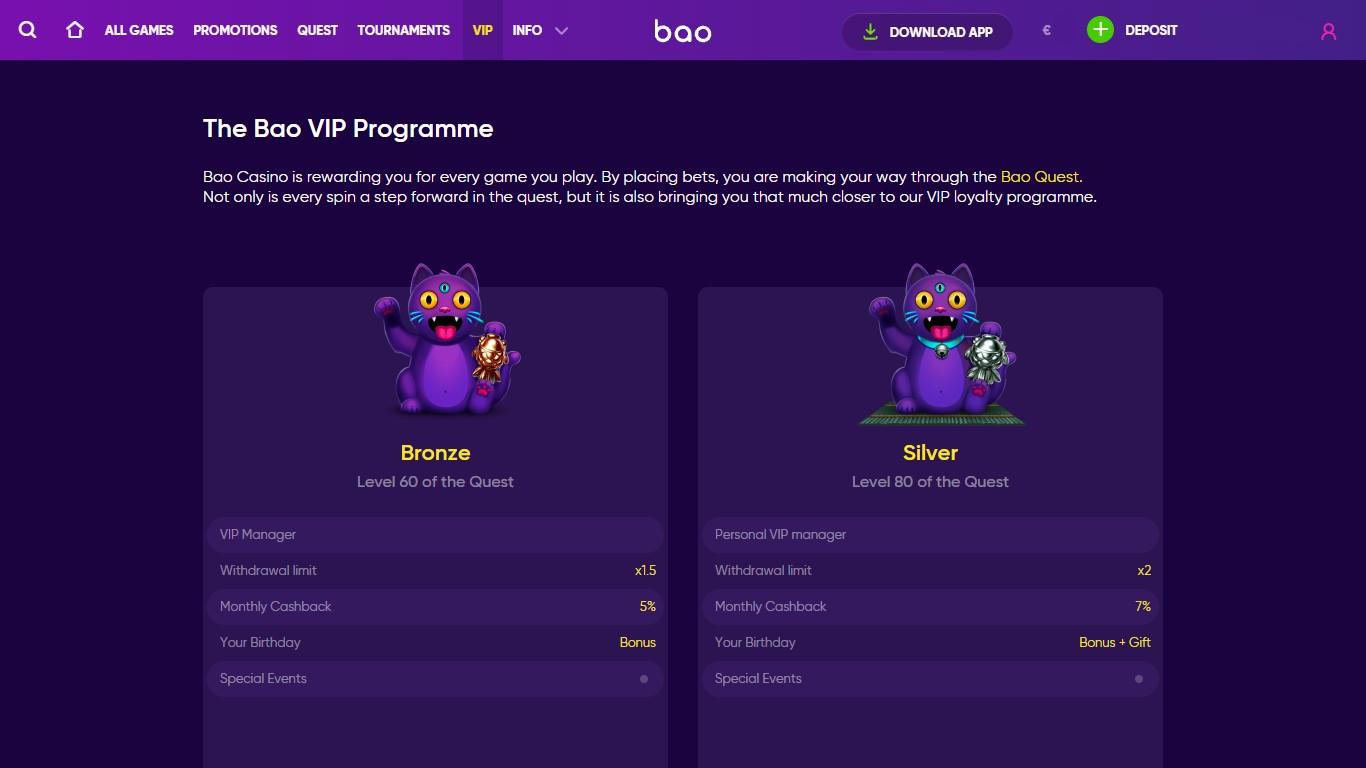 ALL GAMES PROMOTIONS QUEST TOURNAMENTS VIP INFO bao DOWNLOAD APP € DEPOSIT
The Bao VIP Programme
Bao Casino is rewarding you for every game you play. By placing bets, you are making your way through the Bao Quest.
Not only is every spin a step forward in the quest, but it is also bringing you that much closer to our VIP loyalty programme.
Bronze
Level 60 of the Quest
VIP Manager
Withdrawal limit x1.5
Monthly Cashback 5%
Your Birthday Bonus
Special Events
Silver
Level 80 of the Quest
Personal VIP manager
Withdrawal limit x2
Monthly Cashback 7%
Your Birthday Bonus + Gift
Special Events